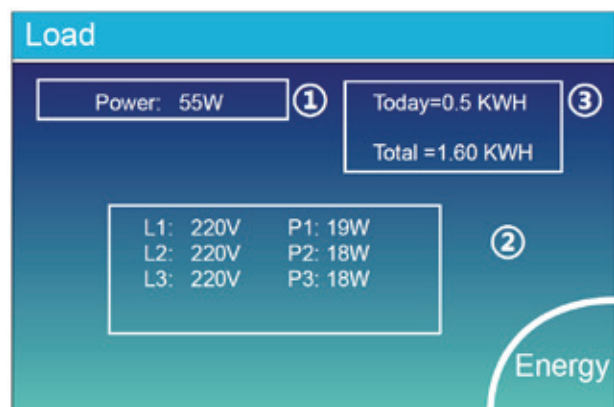 Load
Power: 55W ①
Today=0.5 KWH ③
Total =1.60 KWH
L1: 220V P1: 19W
L2: 220V P2: 18W
L3: 220V P3: 18W
②
Energy